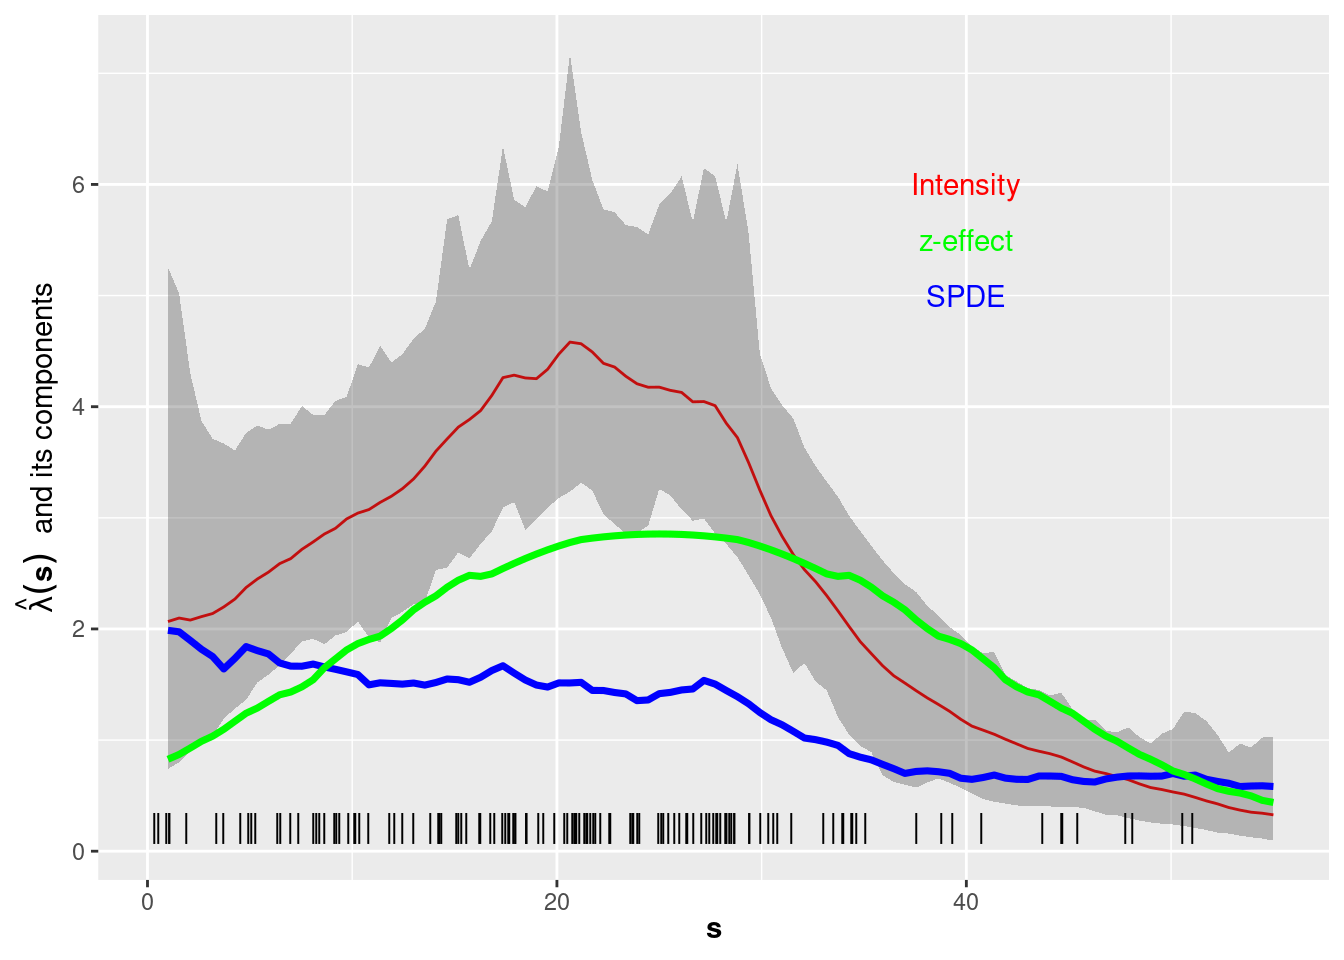 Intensity
z-effect
SPDE
6
4
2
0
0 20 40
s
λ̂(s) and its components